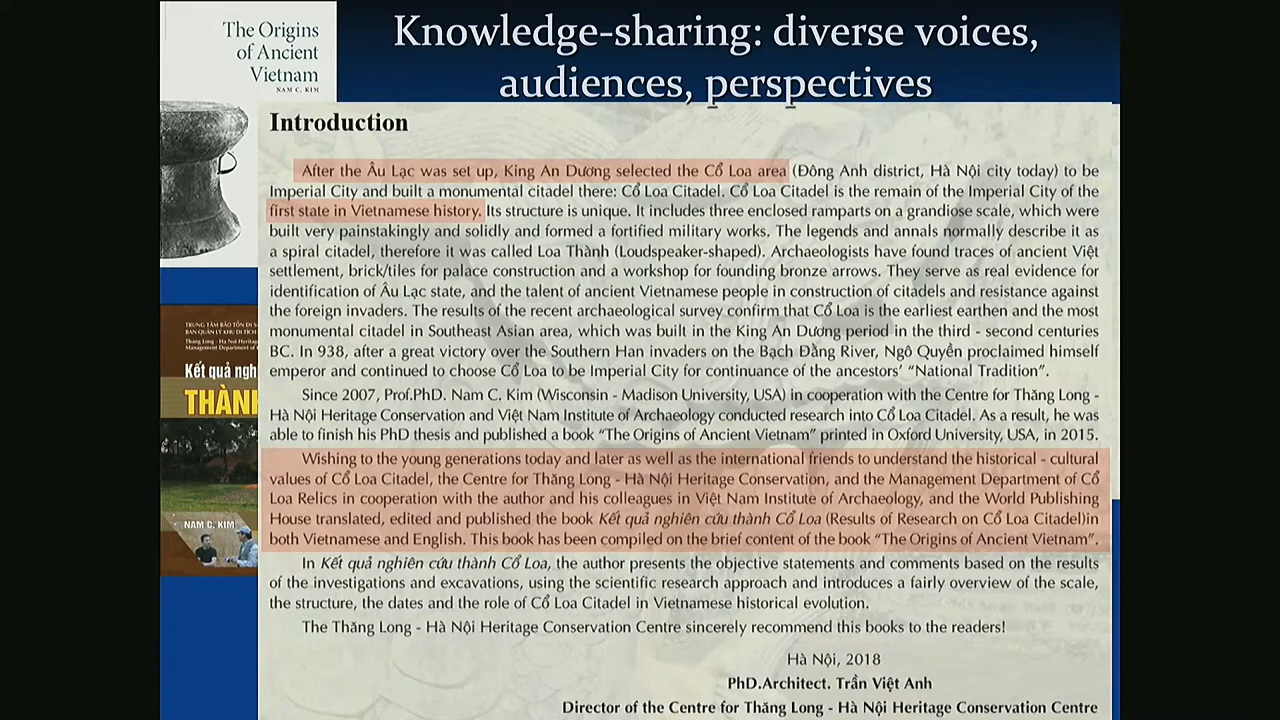 The Origins
of Ancient
Vietnam
NAM C. KIM
Knowledge-sharing: diverse voices,
audiences, perspectives
Introduction
After the Âu Lạc was set up, King An Dương selected the Cổ Loa area (Đông Anh district, Hà Nội city today) to be
Imperial City and built a monumental citadel there: Cổ Loa Citadel. Cổ Loa Citadel is the remain of the Imperial City of the
first state in Vietnamese history. Its structure is unique. It includes three enclosed ramparts on a grandiose scale, which were
built very painstakingly and solidly and formed a fortified military works. The legends and annals normally describe it as
a spiral citadel, therefore it was called Loa Thành (Loudspeaker-shaped). Archaeologists have found traces of ancient Việt
settlement, brick/tiles for palace construction and a workshop for founding bronze arrows. They serve as real evidence for
identification of Âu Lạc state, and the talent of ancient Vietnamese people in construction of citadels and resistance against
the foreign invaders. The results of the recent archaeological survey confirm that Cổ Loa is the earliest earthen and the most
monumental citadel in Southeast Asian area, which was built in the King An Dương period in the third - second centuries
BC. In 938, after a great victory over the Southern Han invaders on the Bạch Đằng River, Ngô Quyền proclaimed himself
emperor and continued to choose Cổ Loa to be Imperial City for continuance of the ancestors’ “National Tradition”.
Since 2007, Prof.PhD. Nam C. Kim (Wisconsin - Madison University, USA) in cooperation with the Centre for Thăng Long -
Hà Nội Heritage Conservation and Việt Nam Institute of Archaeology conducted research into Cổ Loa Citadel. As a result, he was
able to finish his PhD thesis and published a book “The Origins of Ancient Vietnam” printed in Oxford University, USA, in 2015.
Wishing to the young generations today and later as well as the international friends to understand the historical - cultural
values of Cổ Loa Citadel, the Centre for Thăng Long - Hà Nội Heritage Conservation, and the Management Department of Cổ
Loa Relics in cooperation with the author and his colleagues in Việt Nam Institute of Archaeology, and the World Publishing
House translated, edited and published the book Kết quả nghiên cứu thành Cổ Loa (Results of Research on Cổ Loa Citadel)in
both Vietnamese and English. This book has been compiled on the brief content of the book “The Origins of Ancient Vietnam”.
In Kết quả nghiên cứu thành Cổ Loa, the author presents the objective statements and comments based on the results
of the investigations and excavations, using the scientific research approach and introduces a fairly overview of the scale,
the structure, the dates and the role of Cổ Loa Citadel in Vietnamese historical evolution.
The Thăng Long - Hà Nội Heritage Conservation Centre sincerely recommend this books to the readers!
Hà Nội, 2018
PhD.Architect. Trần Việt Anh
Director of the Centre for Thăng Long - Hà Nội Heritage Conservation Centre
TRUNG TÂM BẢO TỒN DI S
BAN QUẢN LÝ KHU DI TÍCH
Thang Long - Ha Noi Heritage
Management Department of
Kết quả ngh
THÀNH
NAM C. KIM